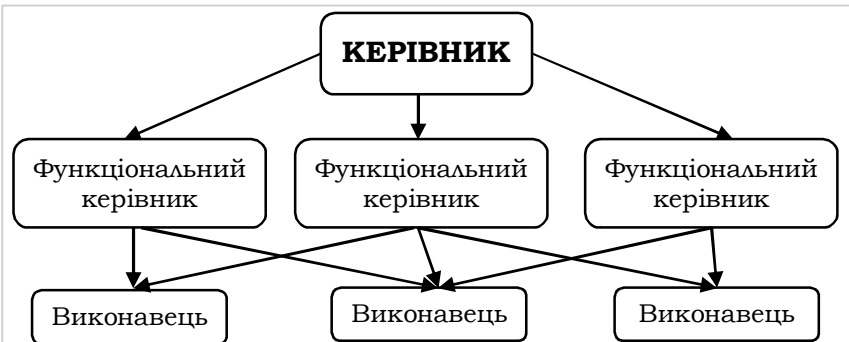 КЕРІВНИК
Функціональний
керівник
Функціональний
керівник
Функціональний
керівник
Виконавець
Виконавець
Виконавець